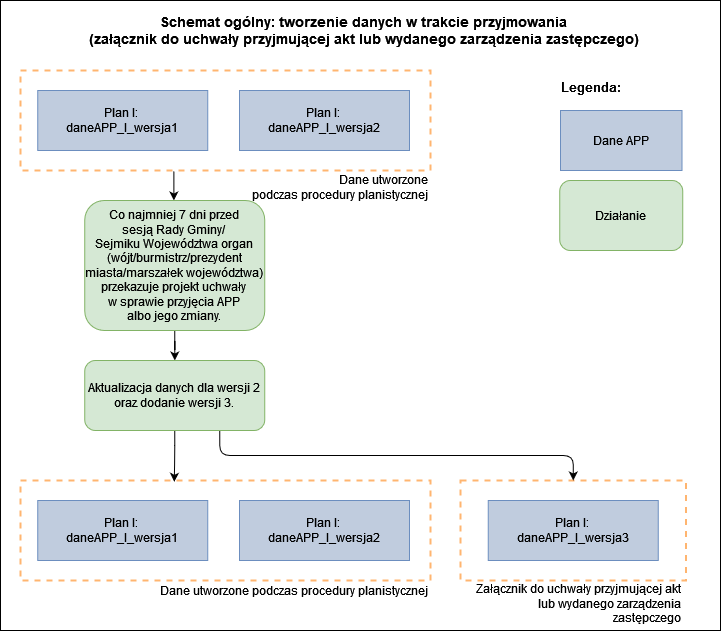 Schemat ogólny: tworzenie danych w trakcie przyjmowania
(załącznik do uchwały przyjmującej akt lub wydanego zarządzenia zastępczego)
Plan I:
daneAPP_I_wersja1
Plan I:
daneAPP_I_wersja2
Legenda:
Dane APP
Działanie
Dane utworzone
podczas procedury planistycznej
Co najmniej 7 dni przed
sesją Rady Gminy/
Sejmiku Województwa organ
(wójt/burmistrz/prezydent
miasta/marszałek województwa)
przekazuje projekt uchwały
w sprawie przyjęcia APP
albo jego zmiany.
Aktualizacja danych dla wersji 2
oraz dodanie wersji 3.
Plan I:
daneAPP_I_wersja1
Plan I:
daneAPP_I_wersja2
Plan I:
daneAPP_I_wersja3
Dane utworzone podczas procedury planistycznej
Załącznik do uchwały przyjmującej akt
lub wydanego zarządzenia
zastępczego